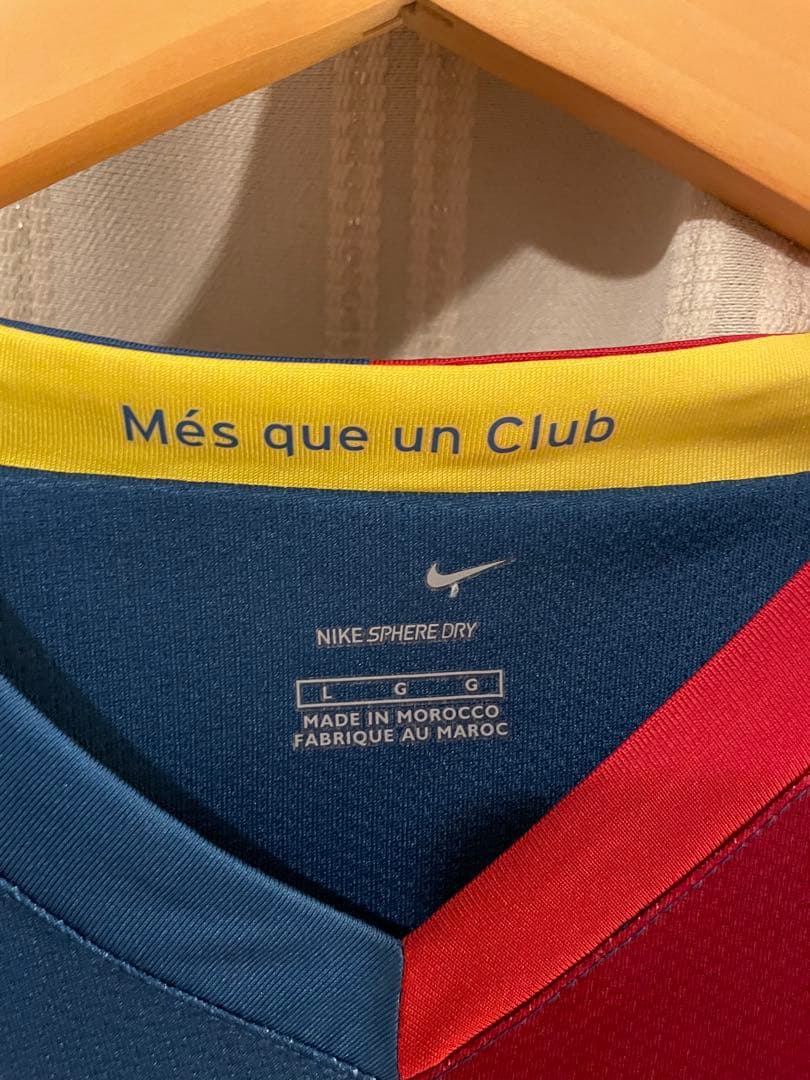 Més que un Club
NIKE SPHERE DRY
L G G
MADE IN MOROCCO
FABRIQUE AU MAROC